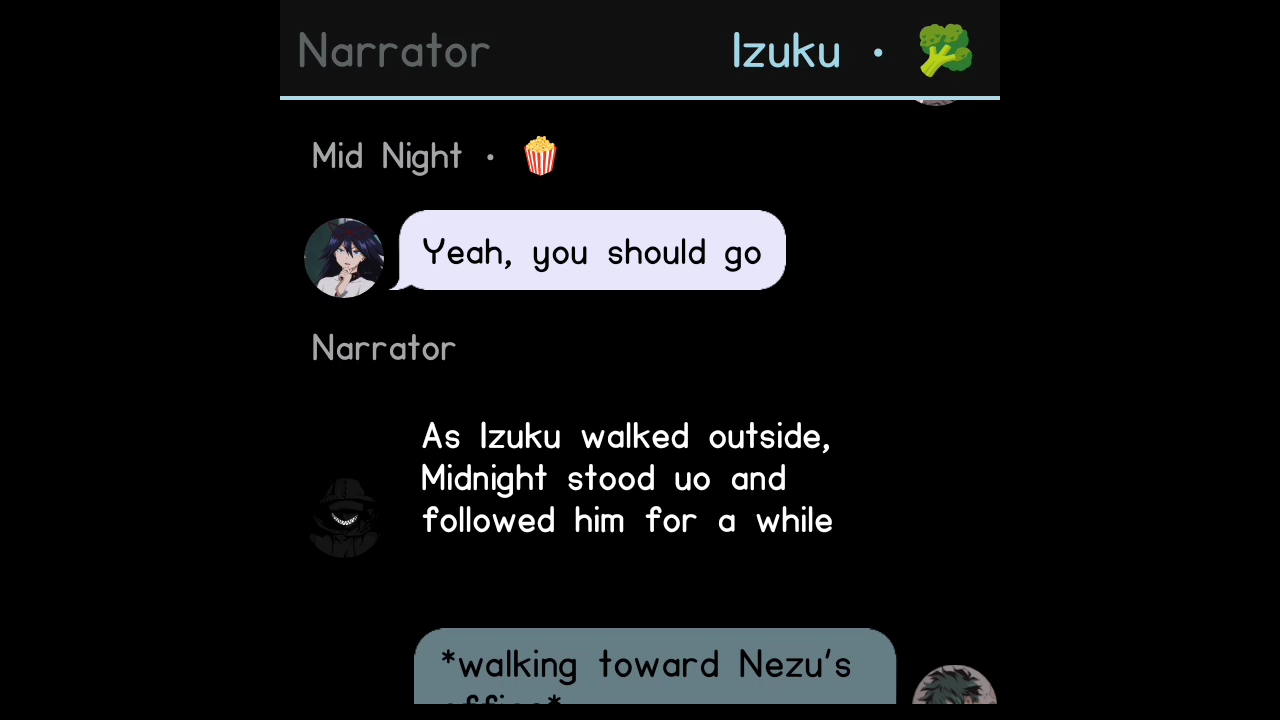 Narrator
Izuku • 🥦
Mid Night • 🍿
Yeah, you should go
Narrator
As Izuku walked outside,
Midnight stood uo and
followed him for a while
*walking toward Nezu's